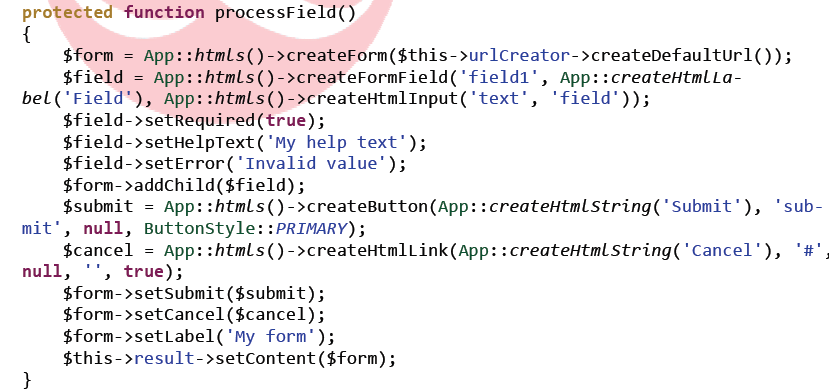 protected function processField()
{
    $form = App::htmls()->createForm($this->urlCreator->createDefaultUrl());
    $field = App::htmls()->createFormField('field1', App::createHtmlLa-
bel('Field'), App::htmls()->createHtmlInput('text', 'field'));
    $field->setRequired(true);
    $field->setHelpText('My help text');
    $field->setError('Invalid value');
    $form->addChild($field);
    $submit = App::htmls()->createButton(App::createHtmlString('Submit'), 'sub-
mit', null, ButtonStyle::PRIMARY);
    $cancel = App::htmls()->createHtmlLink(App::createHtmlString('Cancel'), '#',
null, '', true);
    $form->setSubmit($submit);
    $form->setCancel($cancel);
    $form->setLabel('My form');
    $this->result->setContent($form);
}